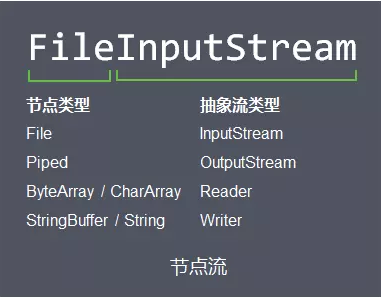 FileInputStream
节点类型 抽象流类型
File InputStream
Piped OutputStream
ByteArray / CharArray Reader
StringBuffer / String Writer
节点流